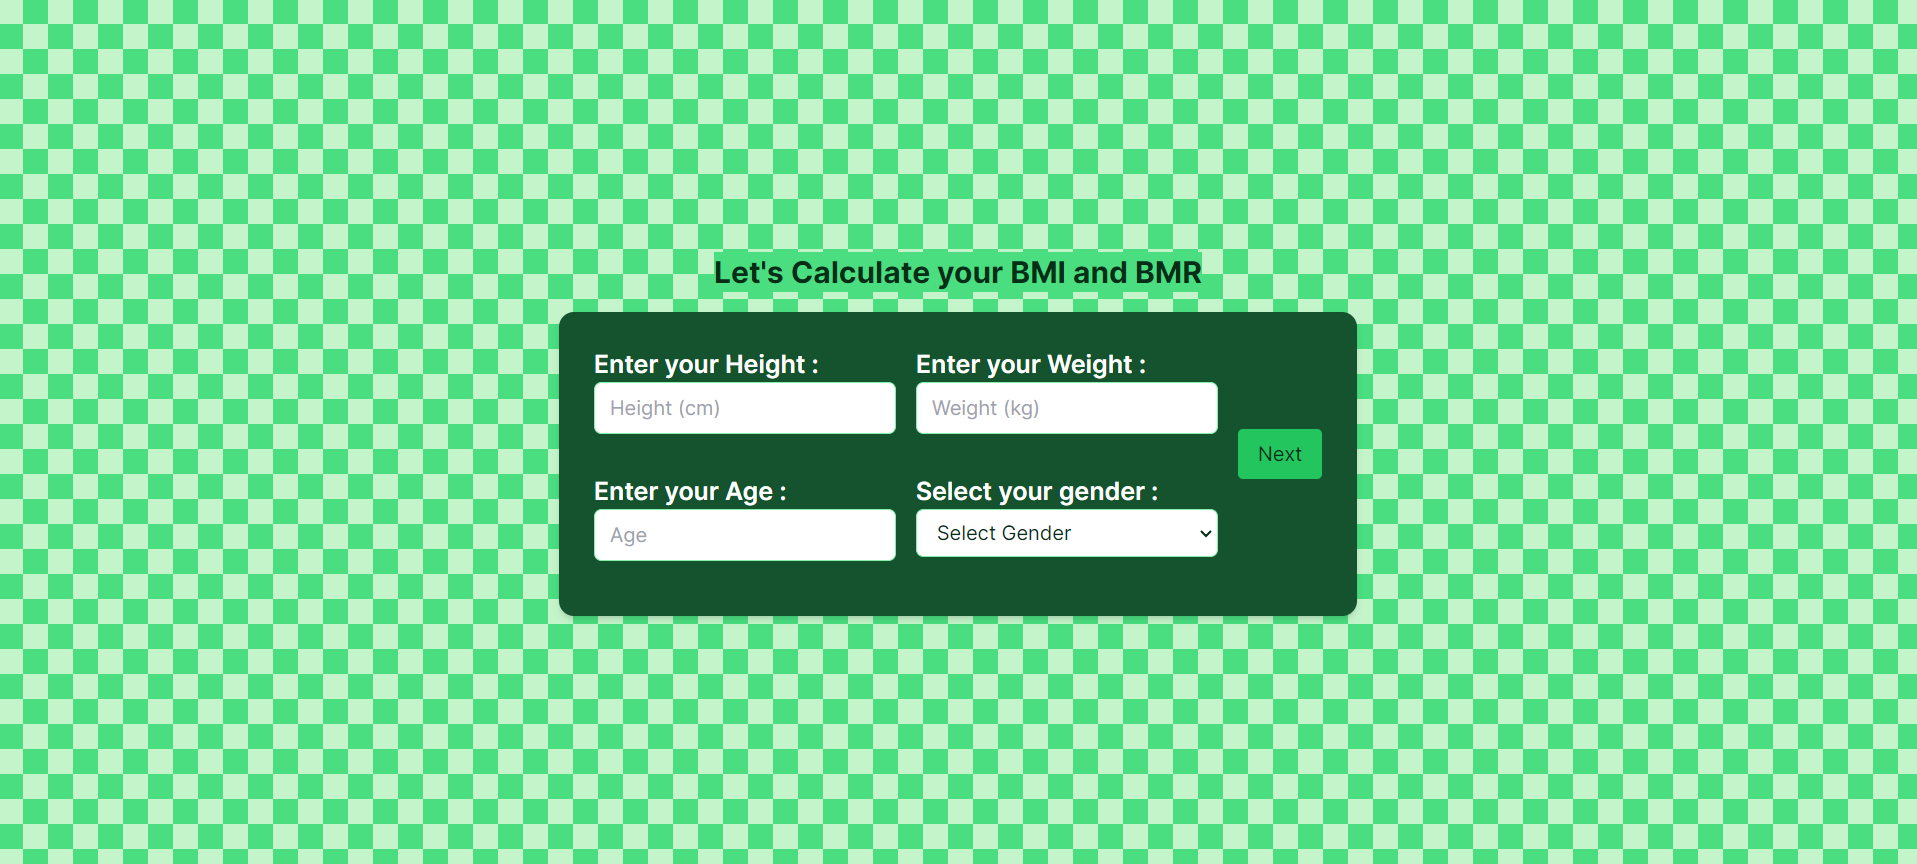 Let's Calculate your BMI and BMR
Enter your Height :
Height (cm)
Enter your Weight :
Weight (kg)
Enter your Age :
Age
Select your gender :
Select Gender
Next